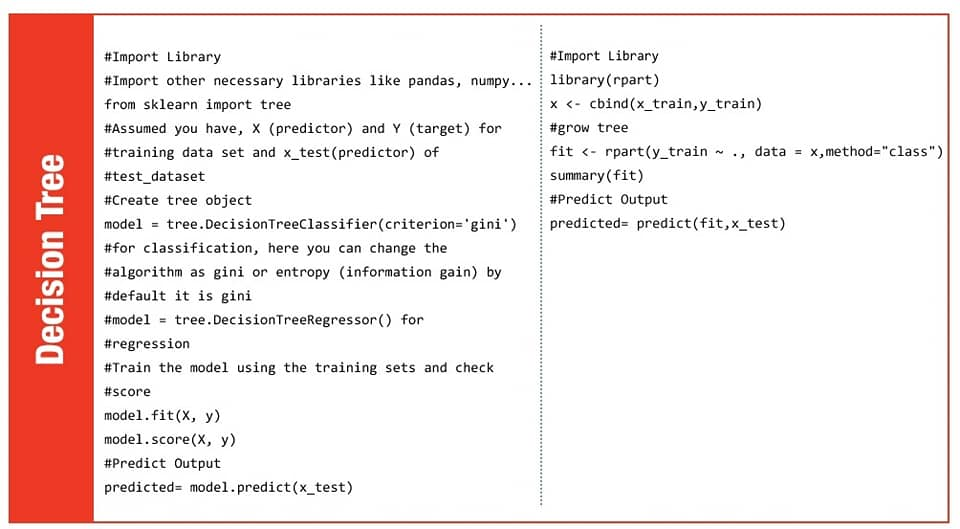 Decision Tree
#Import Library
#Import other necessary libraries like pandas, numpy...
from sklearn import tree
#Assumed you have, X (predictor) and Y (target) for
#training data set and x_test(predictor) of
#test_dataset
#Create tree object
model = tree.DecisionTreeClassifier(criterion='gini')
#for classification, here you can change the
#algorithm as gini or entropy (information gain) by
#default it is gini
#model = tree.DecisionTreeRegressor() for
#regression
#Train the model using the training sets and check
#score
model.fit(X, y)
model.score(X, y)
#Predict Output
predicted= model.predict(x_test)
#Import Library
library(rpart)
x <- cbind(x_train,y_train)
#grow tree
fit <- rpart(y_train ~ ., data = x,method="class")
summary(fit)
#Predict Output
predicted= predict(fit,x_test)